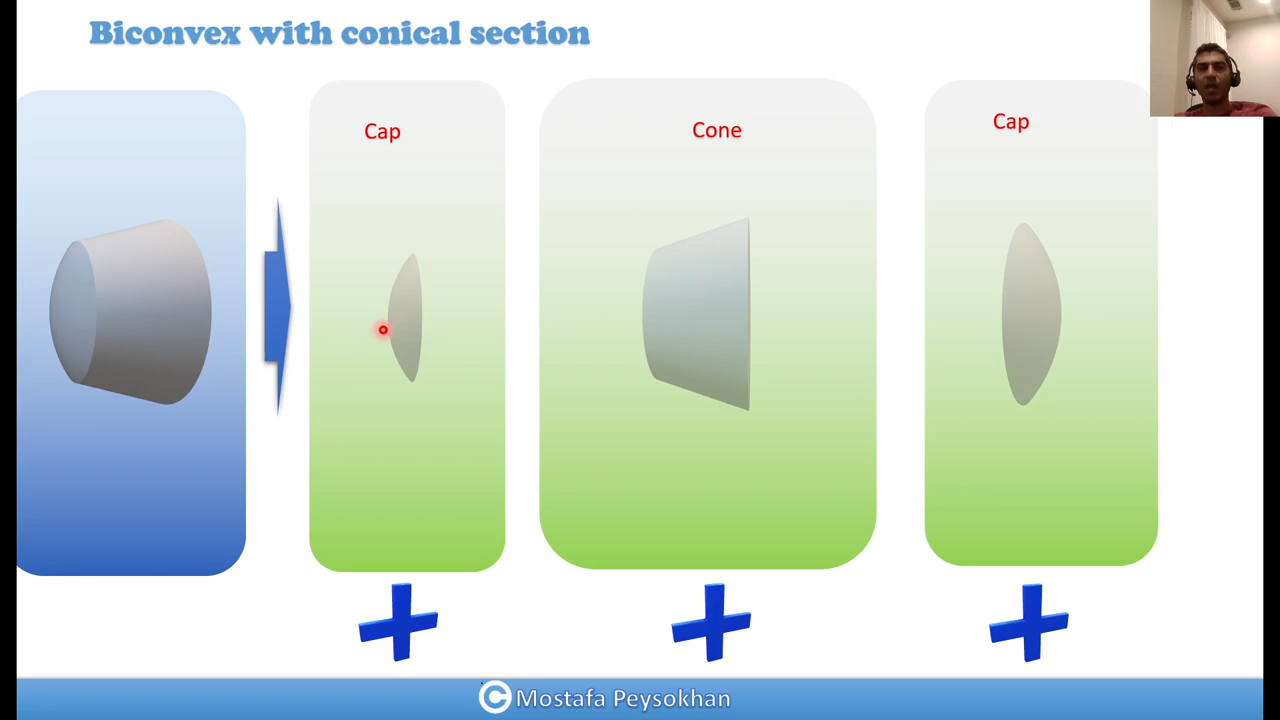 Biconvex with conical section
Cap
Cone
Cap
© Mostafa Peysokhan